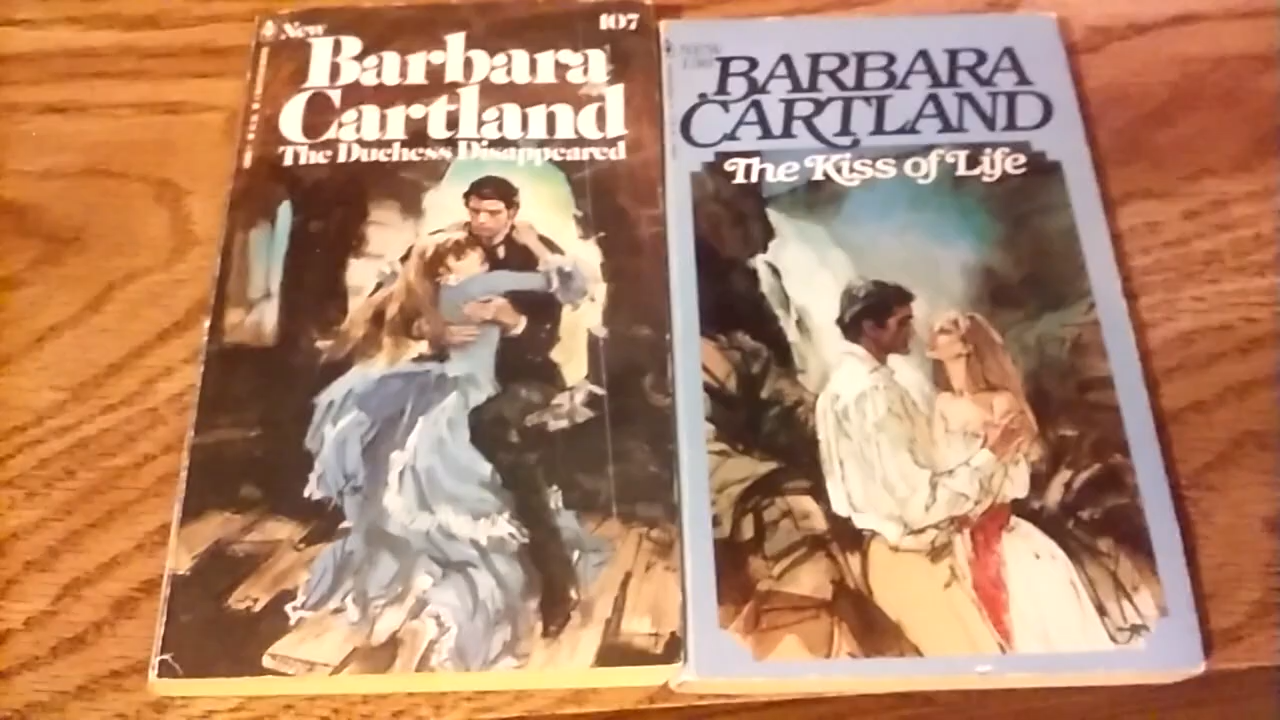 New
107
Barbara
Cartland
The Duchess Disappeared
BARBARA
CARTLAND
The Kiss of Life